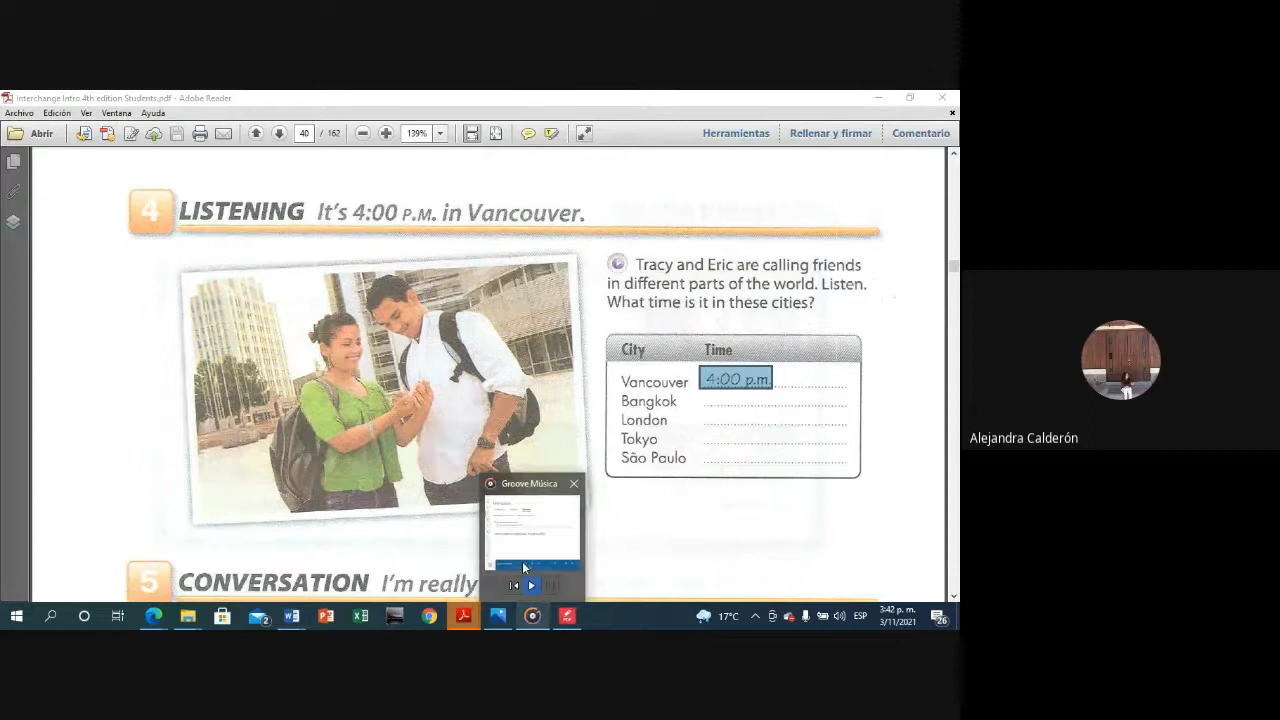 Interchange Intro 4th edition Students.pdf - Adobe Reader
Archivo Edición Ver Ventana Ayuda
Abrir 40 / 162 139% Herramientas Rellenar y firmar Comentario
4 LISTENING It's 4:00 P.M. in Vancouver.
Tracy and Eric are calling friends
in different parts of the world. Listen.
What time is it in these cities?
City Time
Vancouver 4:00 p.m.
Bangkok
London
Tokyo
São Paulo
Groove Música
5 CONVERSATION I'm really
Alejandra Calderón
2 17°C ESP 3:42 p. m.
3/11/2021 26